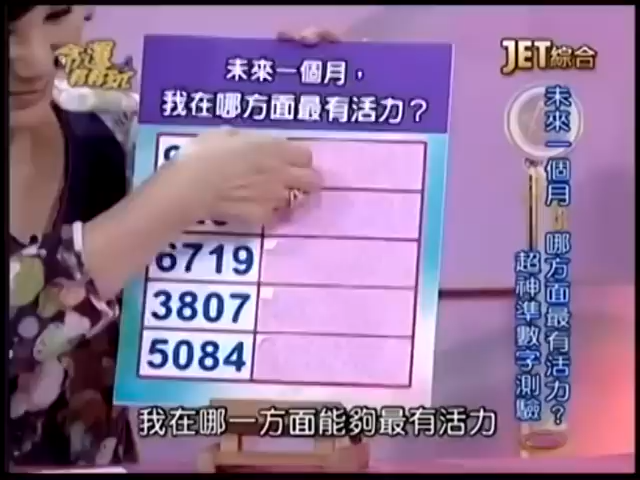 命運好好玩
JET綜合
未來一個月，
我在哪方面最有活力？
6719
3807
5084
未來一個月，哪方面最有活力？
超神準數字測驗
我在哪一方面能夠最有活力